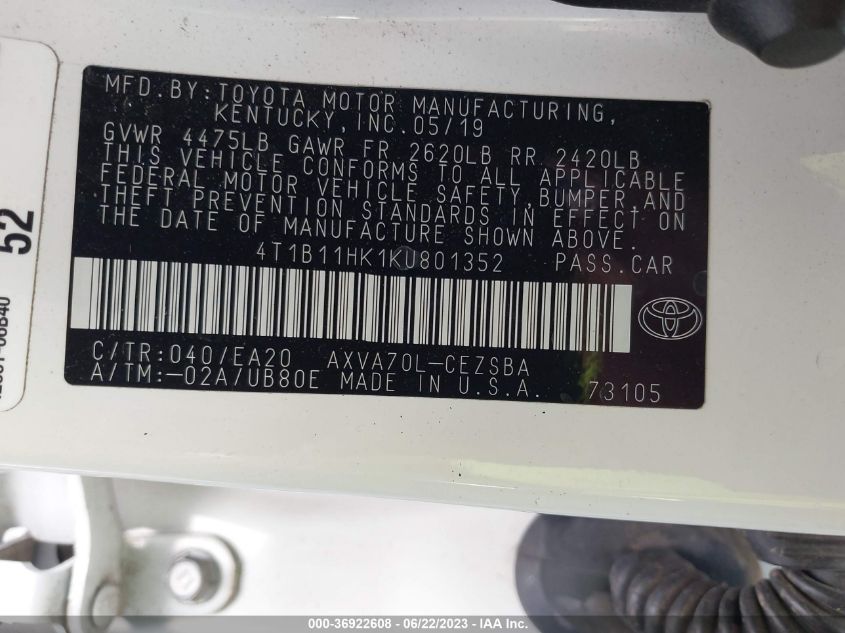 MFD.BY:TOYOTA MOTOR MANUFACTURING,
KENTUCKY,INC.05/19
GVWR 4475LB GAWR FR 2620LB RR 2420LB
THIS VEHICLE CONFORMS TO ALL APPLICABLE
FEDERAL MOTOR VEHICLE SAFETY,BUMPER,AND
THEFT PREVENTION STANDARDS IN EFFECT ON
THE DATE OF MANUFACTURE SHOWN ABOVE.
4T1B11HK1KU801352 PASS.CAR
C/TR:040/EA20 AXVA70L-CEZSBA
A/TM:-02A/UB80E MADE IN U.S.A. 73105
52
000-36922608 - 06/22/2023 - IAA Inc.